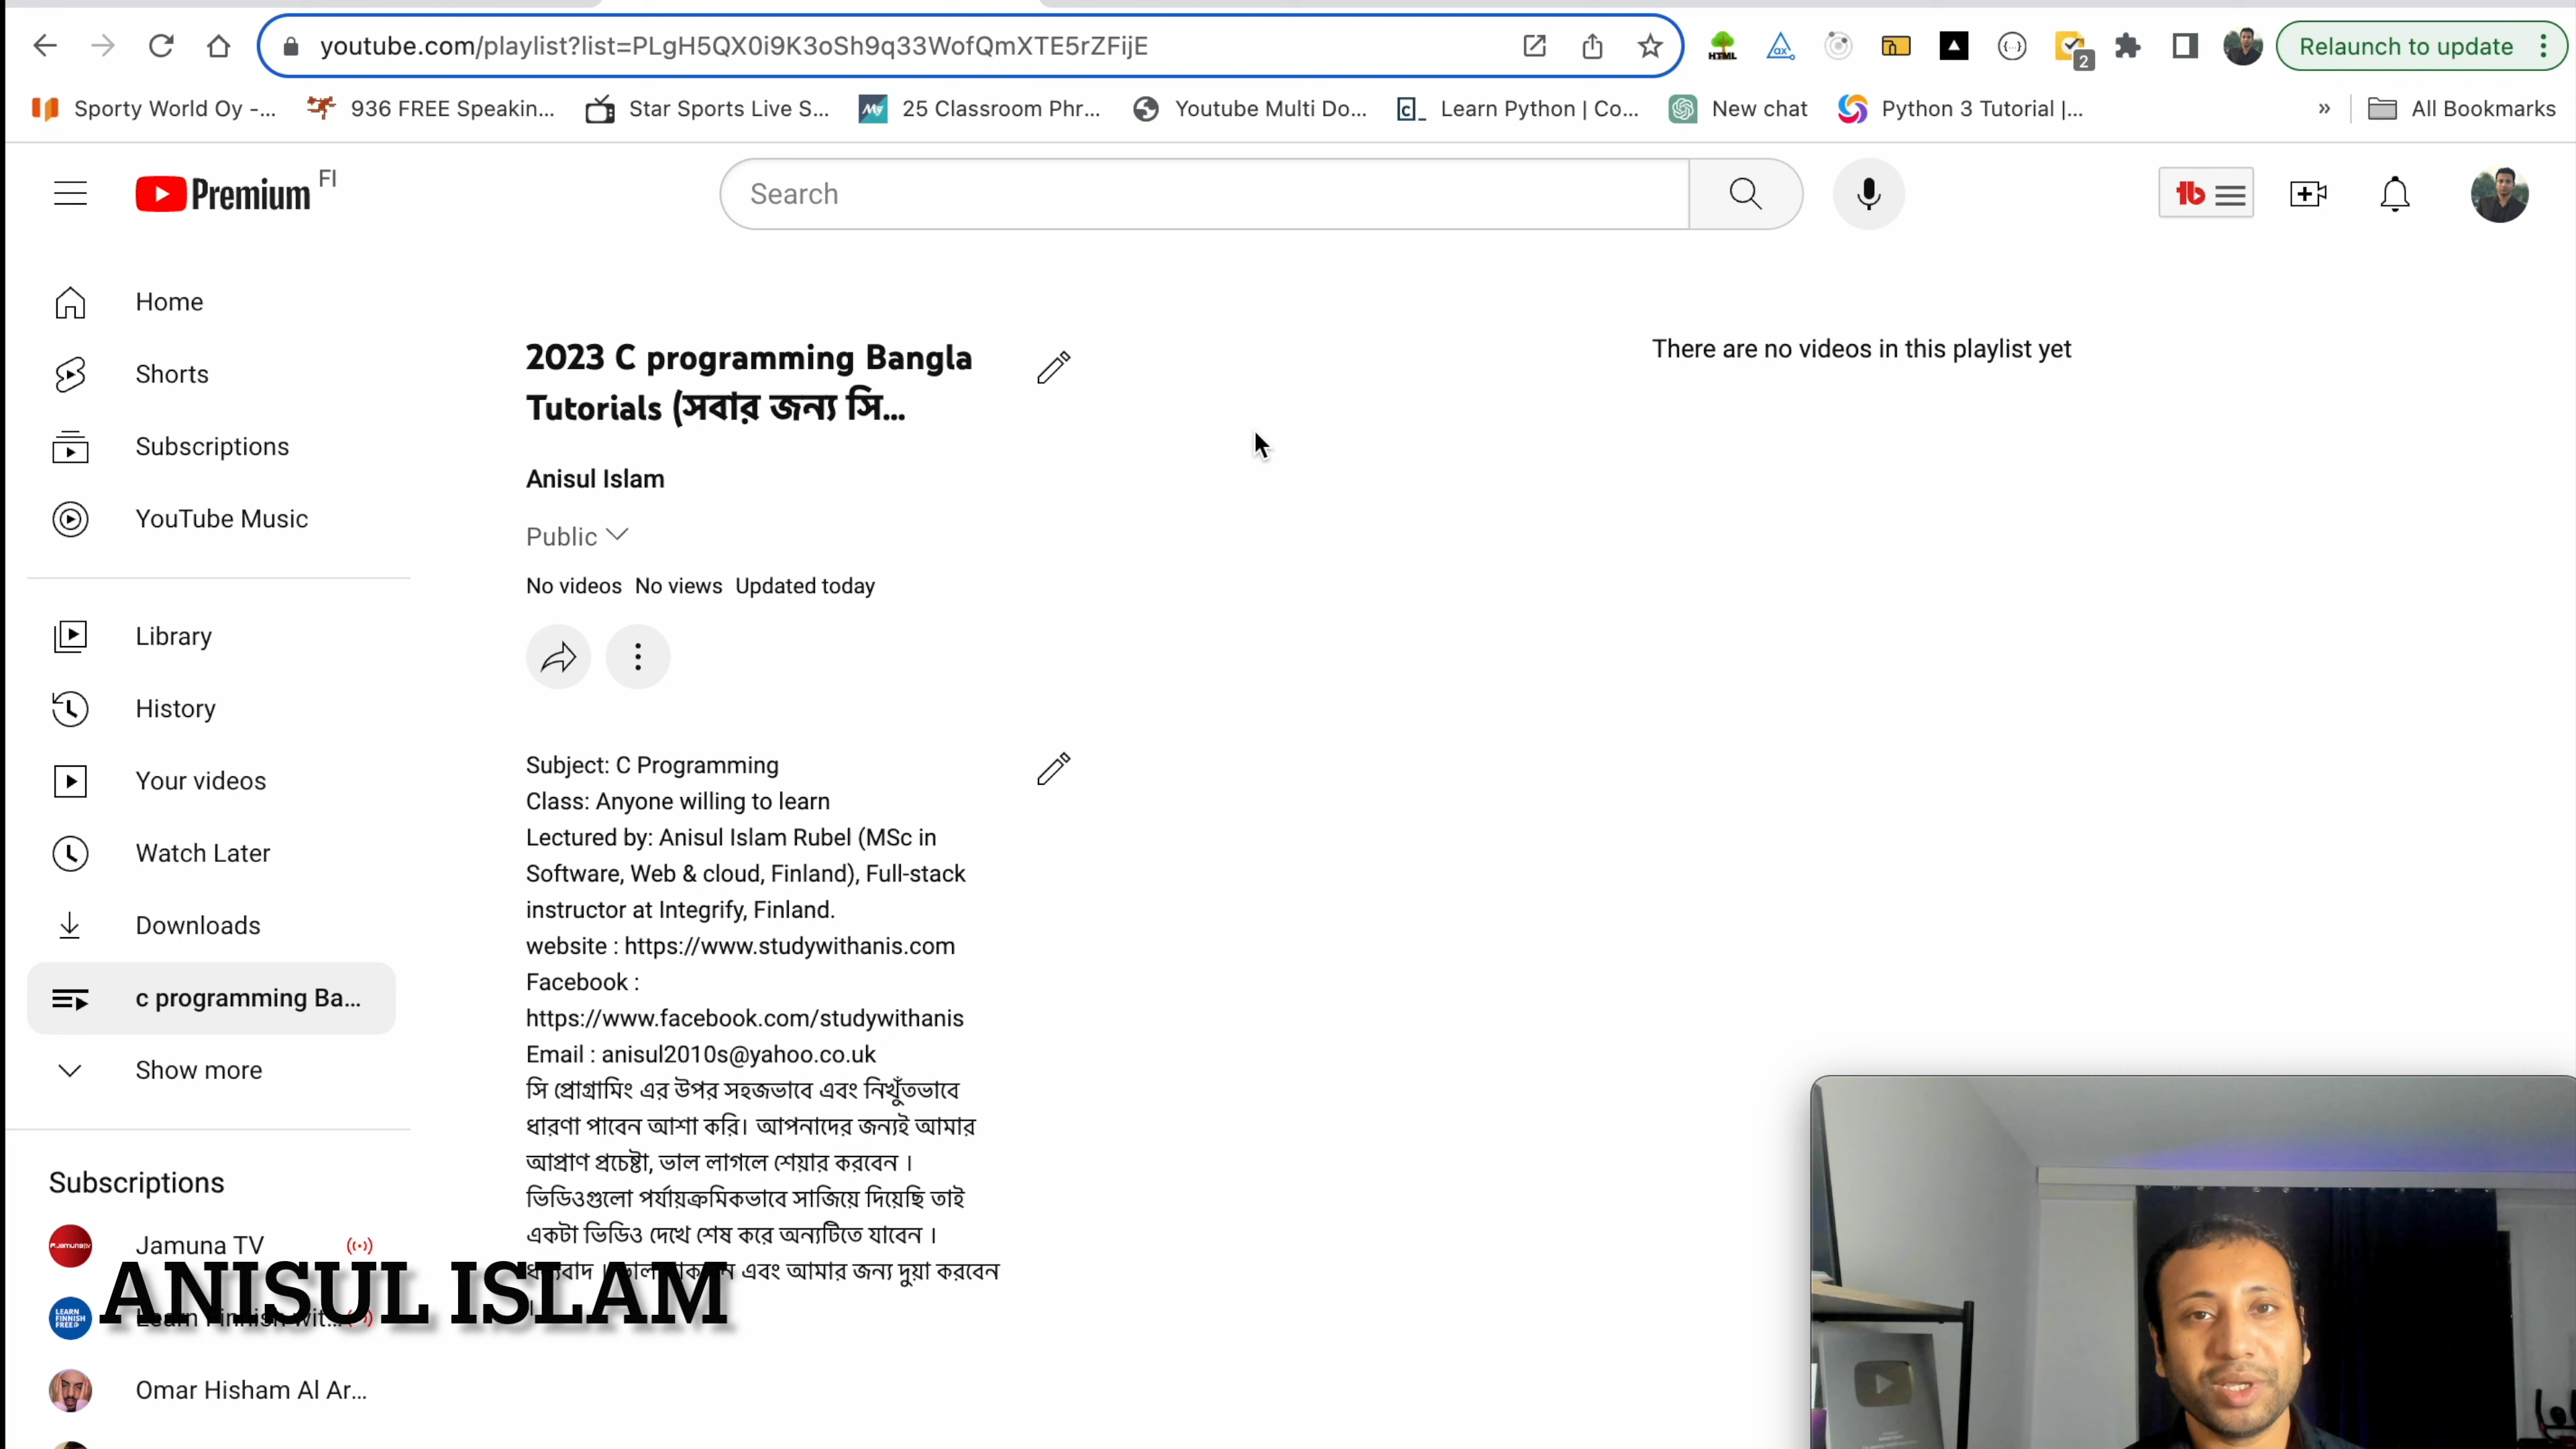 youtube.com/playlist?list=PLgH5QX0i9K3oSh9q33WofQmXTE5rZFijE
Relaunch to update
Sporty World Oy -...
936 FREE Speakin...
Star Sports Live S...
25 Classroom Phr...
Youtube Multi Do...
Learn Python | Co...
New chat
Python 3 Tutorial |...
All Bookmarks
Premium FI
Search
Home
Shorts
Subscriptions
YouTube Music
Library
History
Your videos
Watch Later
Downloads
c programming Ba...
Show more
Subscriptions
Jamuna TV
Learn Finnish wit...
Omar Hisham Al Ar...
2023 C programming Bangla
Tutorials (সবার জন্য সি...
Anisul Islam
Public
No videos No views Updated today
Subject: C Programming
Class: Anyone willing to learn
Lectured by: Anisul Islam Rubel (MSc in
Software, Web & cloud, Finland), Full-stack
instructor at Integrify, Finland.
website : https://www.studywithanis.com
Facebook :
https://www.facebook.com/studywithanis
Email : anisul2010s@yahoo.co.uk
সি প্রোগ্রামিং এর উপর সহজভাবে এবং নিখুঁতভাবে
ধারণা পাবেন আশা করি। আপনাদের জন্যই আমার
আপ্রাণ প্রচেষ্টা, ভাল লাগলে শেয়ার করবেন ।
ভিডিওগুলো পর্যায়ক্রমিকভাবে সাজিয়ে দিয়েছি তাই
একটা ভিডিও দেখে শেষ করে অন্যটিতে যাবেন ।
এবং আমার জন্য দুয়া করবেন
There are no videos in this playlist yet
ANISUL ISLAM